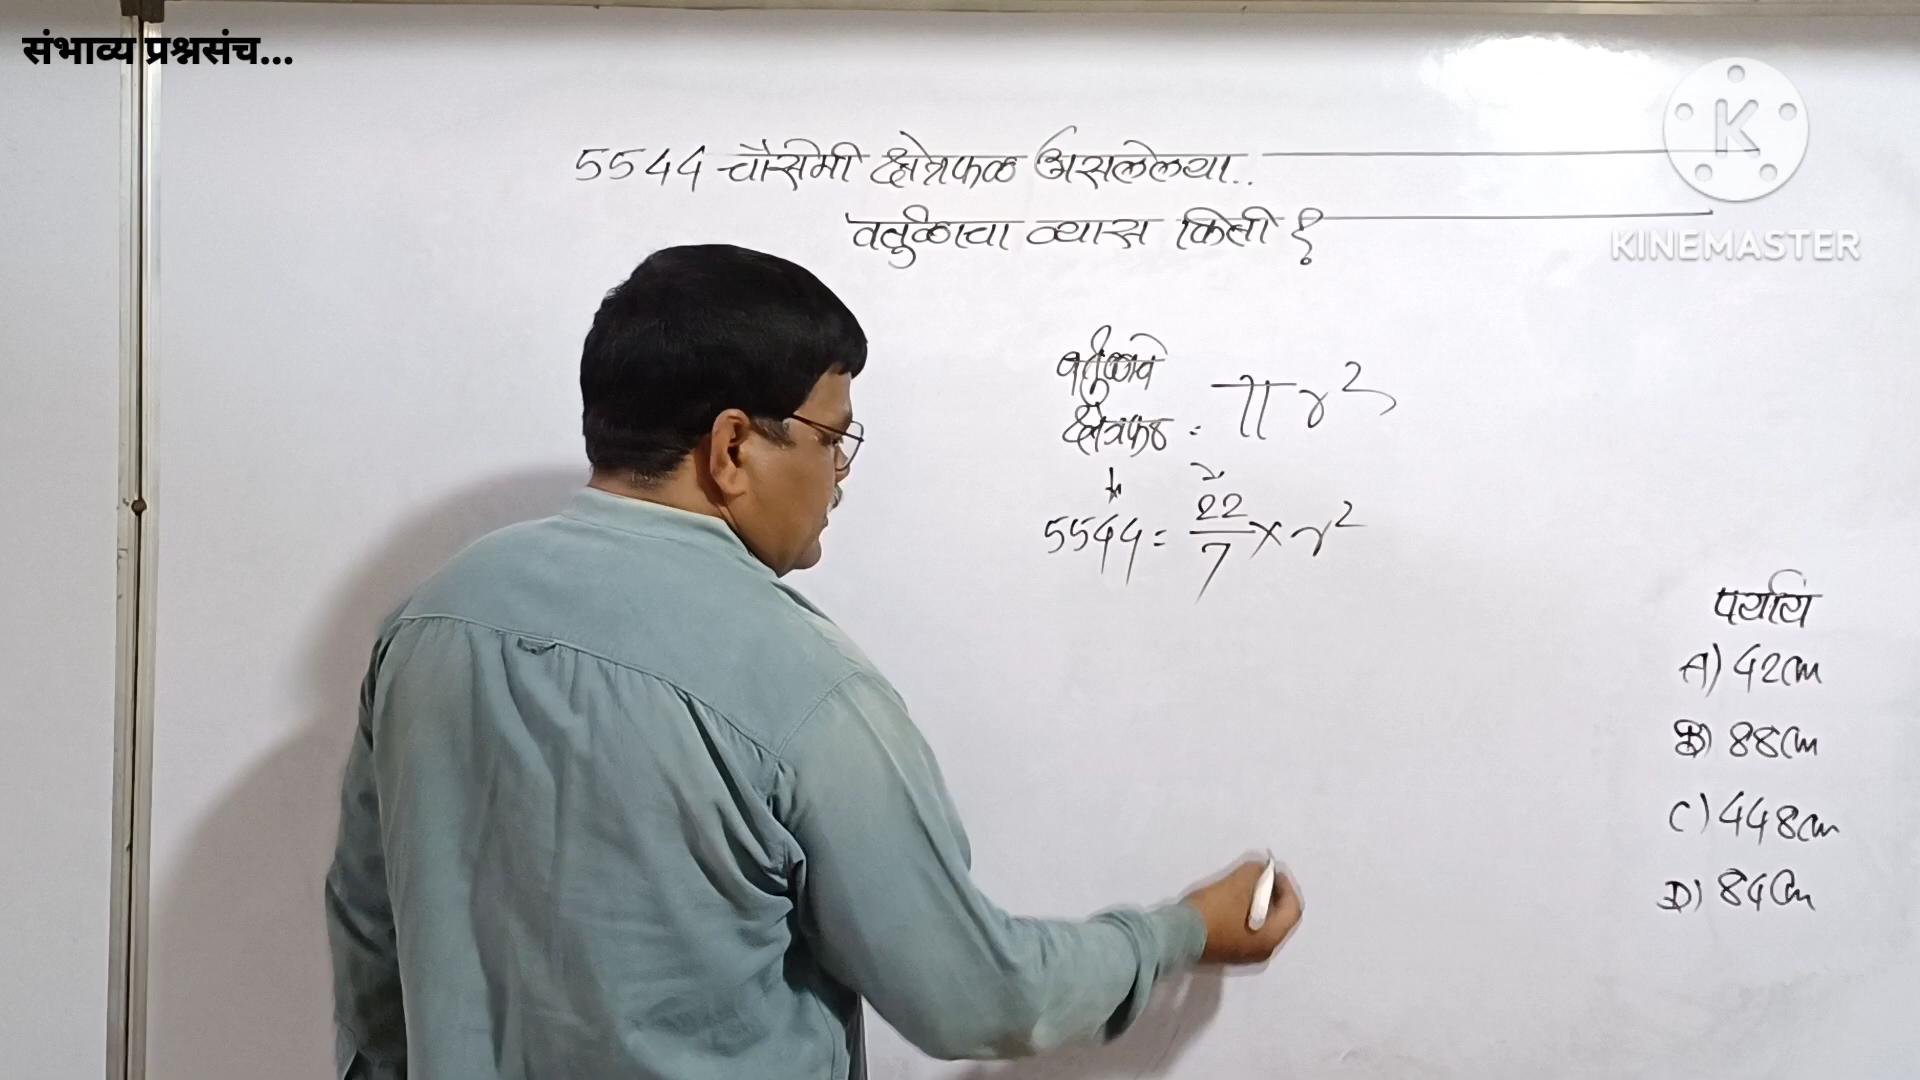 संभाव्य प्रश्नसंच...
K
KINEMASTER
5544 चौसेमी क्षेत्रफळ असलेल्या..
वर्तुळाचा व्यास किती ?
वर्तुळाचे
क्षेत्रफळ = πr²
5544 = 22/7 × r²
पर्याय
A) 42cm
B) 88cm
C) 448cm
D) 84cm